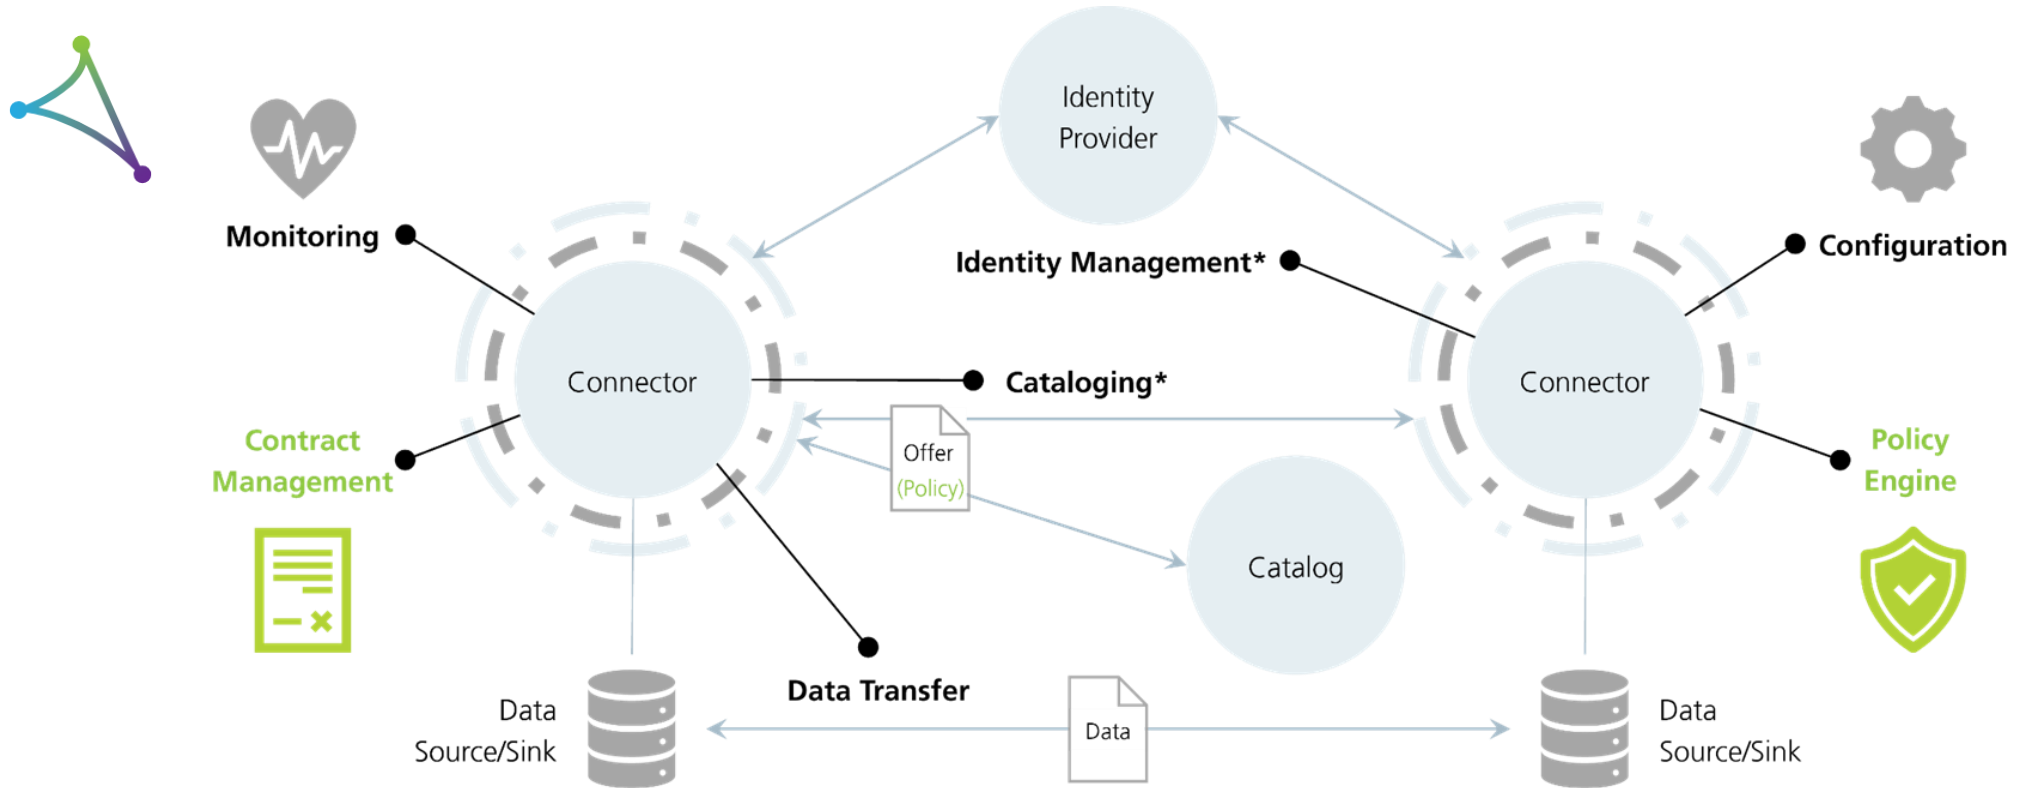 Identity
Provider
Monitoring
Identity Management*
Configuration
Connector
Cataloging*
Connector
Contract
Management
Offer
(Policy)
Policy
Engine
Catalog
Data Transfer
Data
Source/Sink
Data
Data
Source/Sink